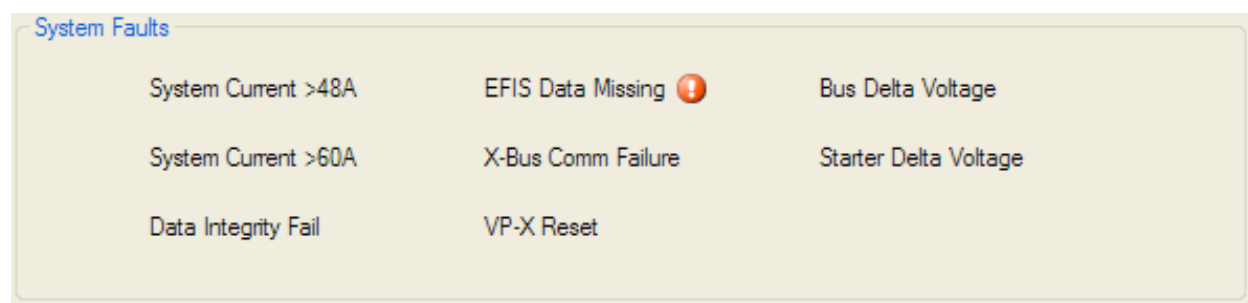 System Faults
System Current >48A EFIS Data Missing Bus Delta Voltage
System Current >60A X-Bus Comm Failure Starter Delta Voltage
Data Integrity Fail VP-X Reset